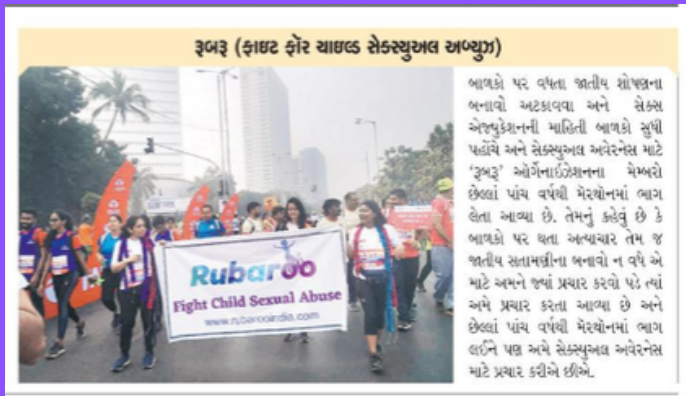 રૂબરૂ (ફાઇટ ફૉર ચાઇલ્ડ સેક્સ્યુઅલ અબ્યુઝ)
Rubaroo
Fight Child Sexual Abuse
www.rubarooindia.com
બાળકો પર વધતા જાતીય શોષણના
બનાવો અટકાવવા અને સેક્સ
એજ્યુકેશનની માહિતી બાળકો સુધી
પહોંચે અને સેક્સ્યુઅલ અવેરનેસ માટે
'રૂબરૂ' ઓર્ગેનાઈઝેશનના મેમ્બરો
છેલ્લાં પાંચ વર્ષથી મૅરથોનમાં ભાગ
લેતા આવ્યા છે. તેમનું કહેવું છે કે
બાળકો પર થતા અત્યાચાર તેમ જ
જાતીય સતામણીના બનાવો ન વધે એ
માટે અમને જ્યાં પ્રચાર કરવો પડે ત્યાં
અમે પ્રચાર કરતા આવ્યા છે અને
છેલ્લાં પાંચ વર્ષથી મૅરથોનમાં ભાગ
લઈને પણ અમે સેક્સ્યુઅલ અવેરનેસ
માટે પ્રચાર કરીએ છીએ.